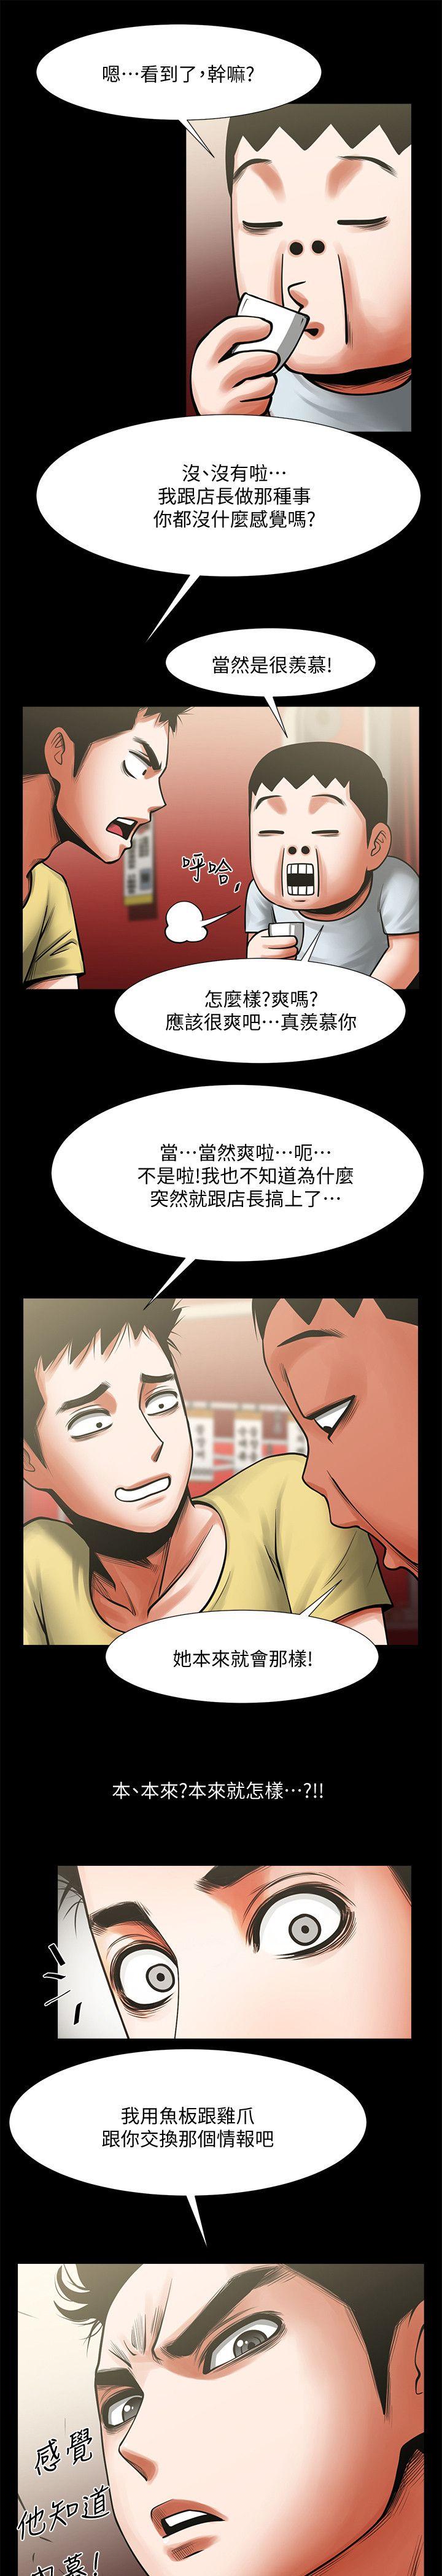 嗯⋯看到了,幹嘛?
沒、沒有啦⋯
我跟店長做那種事
你都沒什麼感覺嗎?
當然是很羨慕!
呼哈,
怎麼樣?爽嗎?
應該很爽吧⋯真羨慕你
當⋯當然爽啦⋯呃⋯
不是啦!我也不知道為什麼
突然就跟店長搞上了⋯
她本來就會那樣!
本、本來?本來就怎樣⋯?!!
我用魚板跟雞爪
跟你交換那個情報吧
感覺
他知道
內幕!